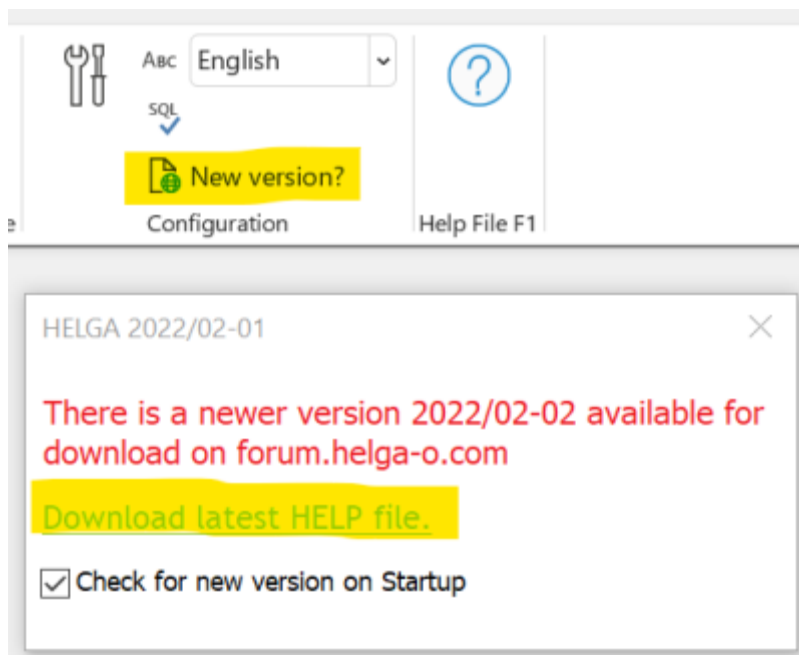 ABC English
SQL
New version?
Configuration
Help File F1
HELGA 2022/02-01
There is a newer version 2022/02-02 available for
download on forum.helga-o.com
Download latest HELP file.
Check for new version on Startup